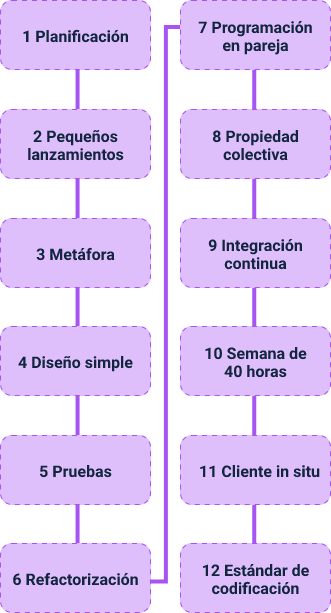 1 Planificación
2 Pequeños
lanzamientos
3 Metáfora
4 Diseño simple
5 Pruebas
6 Refactorización
7 Programación
en pareja
8 Propiedad
colectiva
9 Integración
continua
10 Semana de
40 horas
11 Cliente in situ
12 Estándar de
codificación